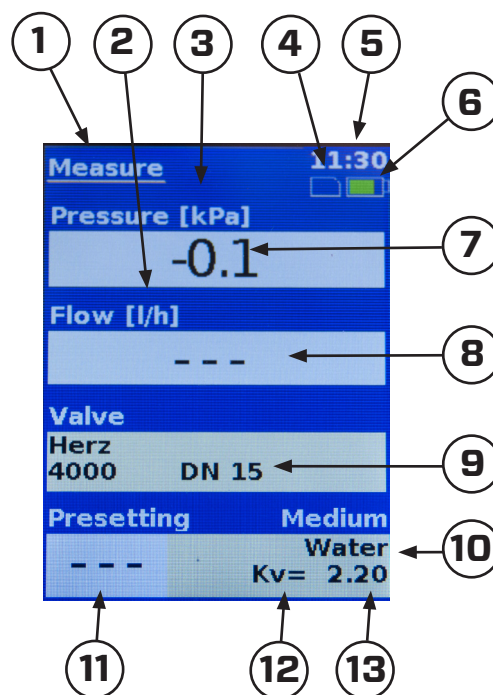 1 2 3 4 5
6
11:30
Measure
Pressure [kPa]
-0.1
7
Flow [l/h]
---
8
Valve
Herz
4000 DN 15
9
Presetting Medium
Water
10
---
Kv= 2.20
11 12 13